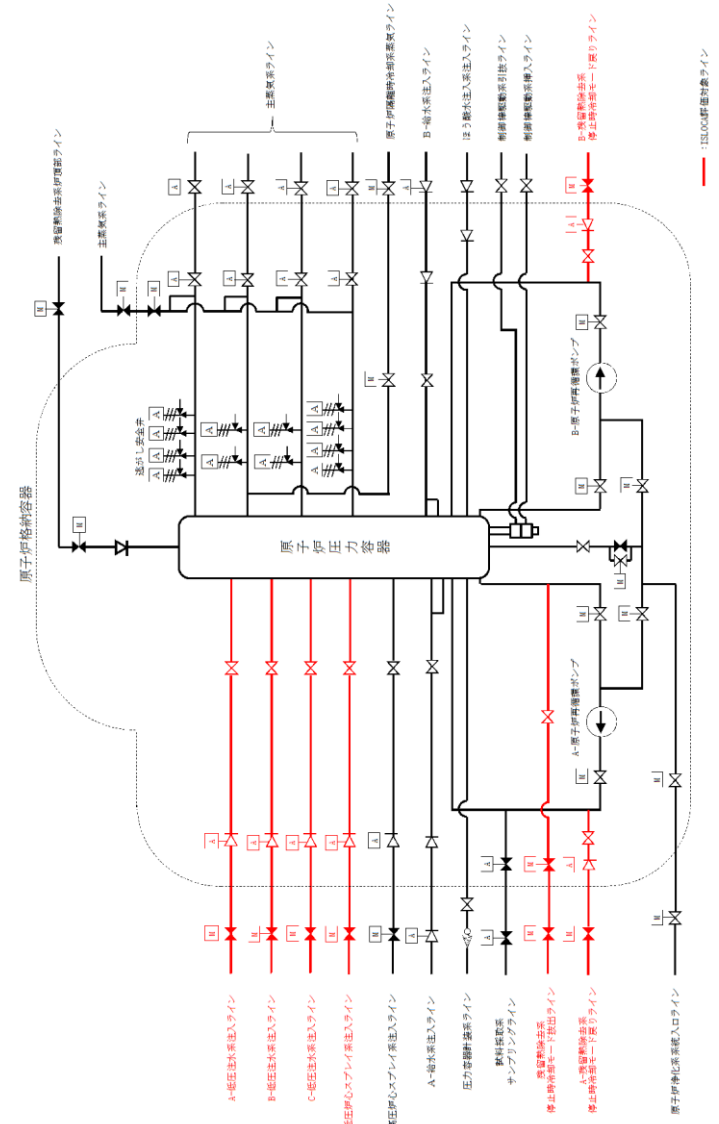 残留熱除去系炉頂部ライン
主蒸気系ライン
主蒸気系ライン
原子炉隔離時冷却系蒸気ライン
B-給水系注入ライン
ほう酸水注入系注入ライン
制御棒駆動系引抜ライン
制御棒駆動系挿入ライン
B-残留熱除去系
停止時冷却モード戻りライン
:ISLOCA評価対象ライン
原子炉格納容器
逃がし安全弁
原子炉圧力容器
B-原子炉再循環ポンプ
A-原子炉再循環ポンプ
A-低圧注水系注入ライン
B-低圧注水系注入ライン
C-低圧注水系注入ライン
圧炉心スプレイ系注入ライン
圧炉心スプレイ系注入ライン
A-給水系注入ライン
圧力容器計装系ライン
試料採取系
サンプリングライン
残留熱除去系
停止時冷却モード抜出ライン
A-残留熱除去系
停止時冷却モード戻りライン
原子炉浄化系系統入口ライン